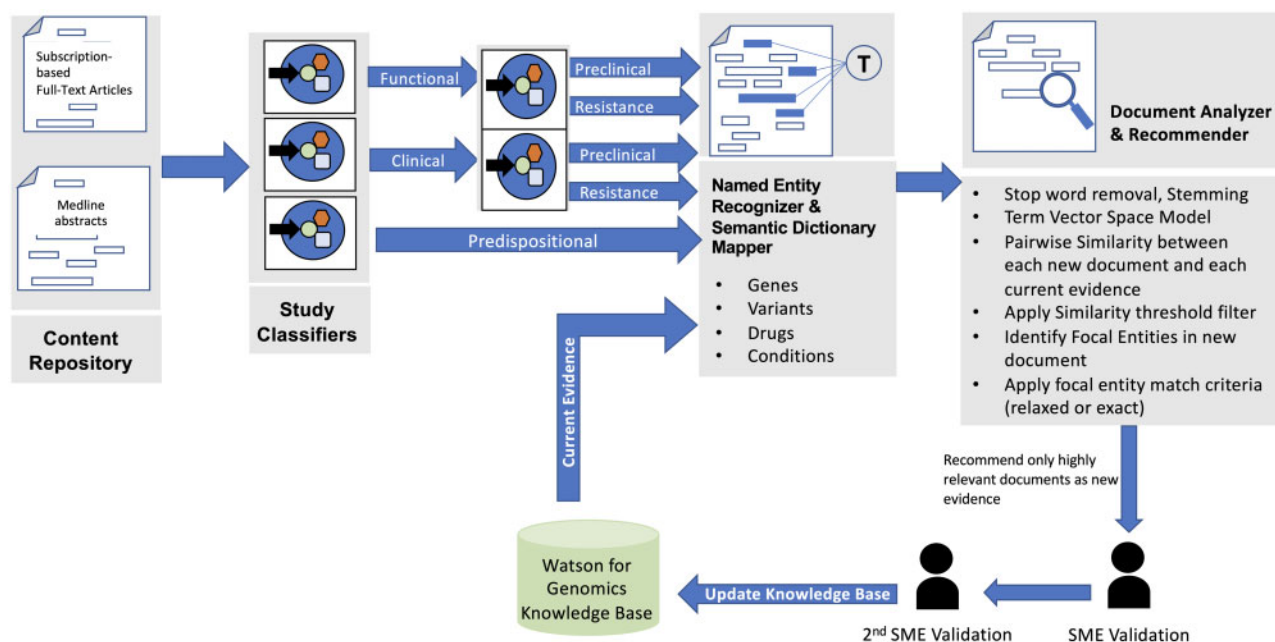 Subscription-
based
Full-Text Articles
Medline
abstracts
Content
Repository
Study
Classifiers
Functional
Clinical
Predispositional
Preclinical
Resistance
Preclinical
Resistance
T
Named Entity
Recognizer &
Semantic Dictionary
Mapper
• Genes
• Variants
• Drugs
• Conditions
Document Analyzer
& Recommender
• Stop word removal, Stemming
• Term Vector Space Model
• Pairwise Similarity between
each new document and each
current evidence
• Apply Similarity threshold filter
• Identify Focal Entities in new
document
• Apply focal entity match criteria
(relaxed or exact)
Recommend only highly
relevant documents as new
evidence
SME Validation
2nd SME Validation
Update Knowledge Base
Watson for
Genomics
Knowledge Base
Current Evidence